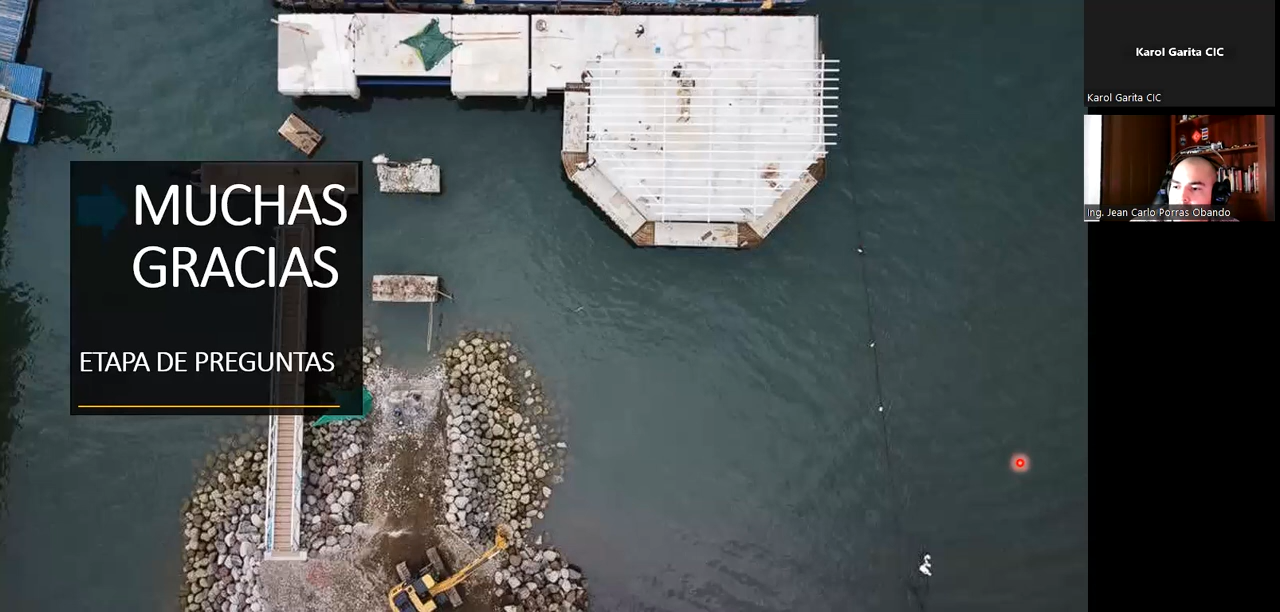 MUCHAS
GRACIAS
ETAPA DE PREGUNTAS
Karol Garita CIC
Karol Garita CIC
Ing. Jean Carlo Porras Obando